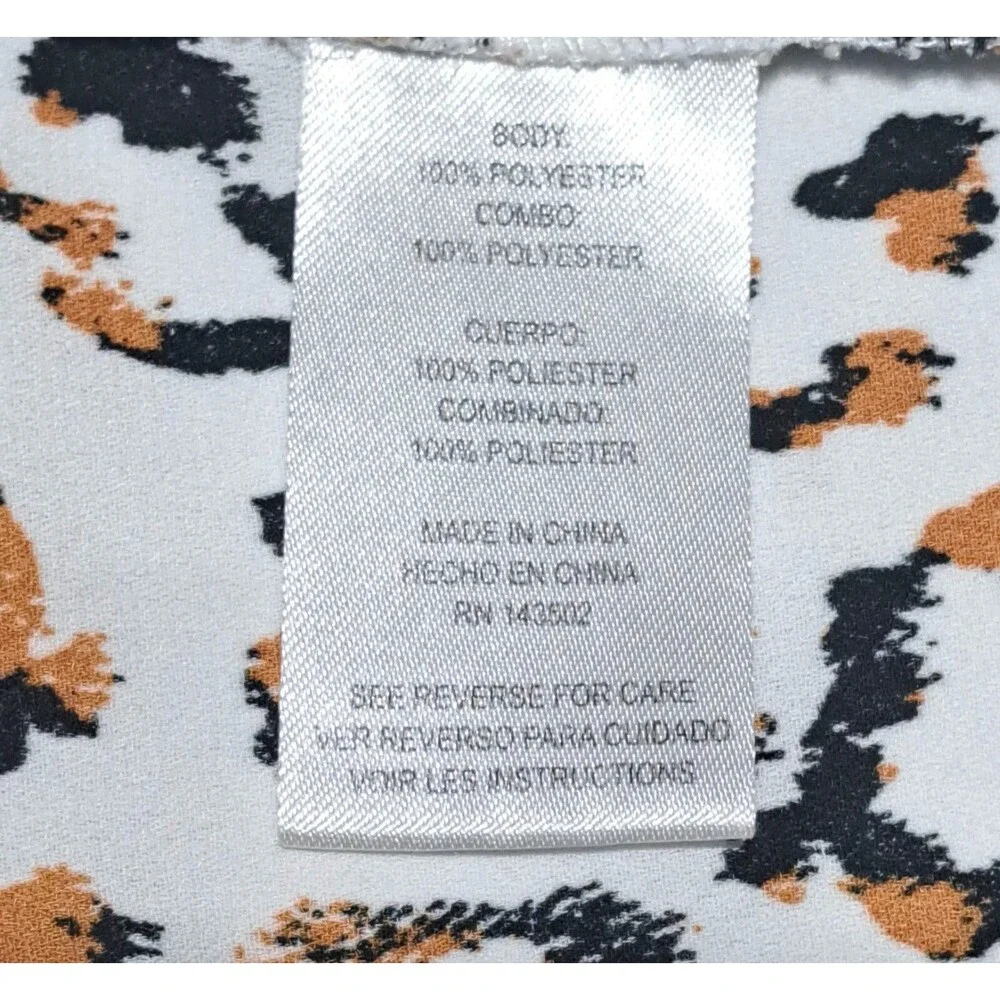 BODY:
100% POLYESTER
COMBO:
100% POLYESTER
CUERPO:
100% POLIESTER
COMBINADO:
100% POLIESTER
MADE IN CHINA
HECHO EN CHINA
RN 143502
SEE REVERSE FOR CARE
VER REVERSO PARA CUIDADO
VOIR LES INSTRUCTIONS